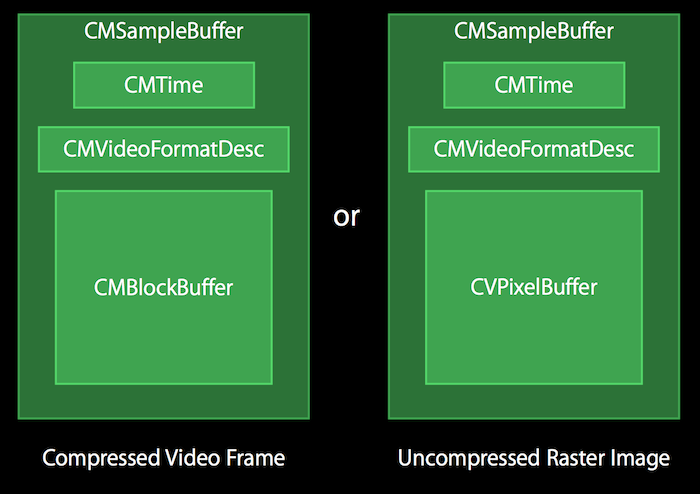 CMSampleBuffer
CMTime
CMVideoFormatDesc
CMBlockBuffer
Compressed Video Frame
or
CMSampleBuffer
CMTime
CMVideoFormatDesc
CVPixelBuffer
Uncompressed Raster Image